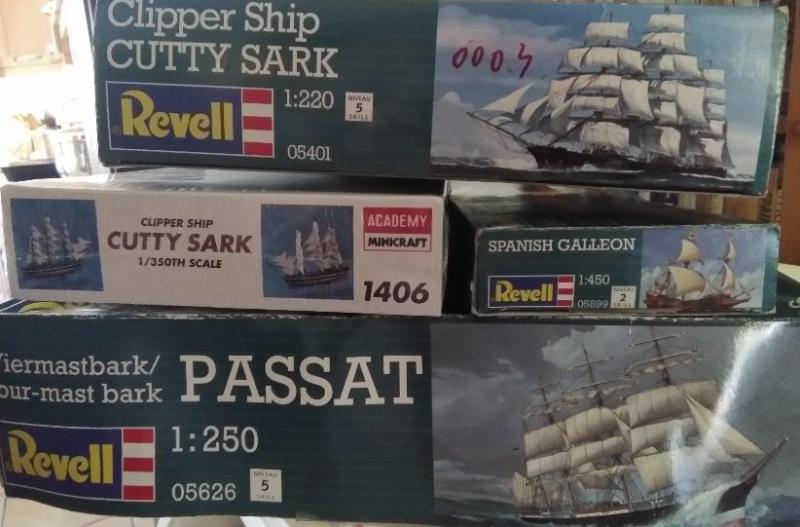 Clipper Ship
CUTTY SARK
Revell
1:220
NIVEAU
5
SKILL
05401
CLIPPER SHIP
CUTTY SARK
1/350TH SCALE
ACADEMY
MINICRAFT
1406
SPANISH GALLEON
Revell
1:450
05899
NIVEAU
2
SKILL
iermastbark/
our-mast bark
PASSAT
Revell
1:250
05626
NIVEAU
5
SKILL